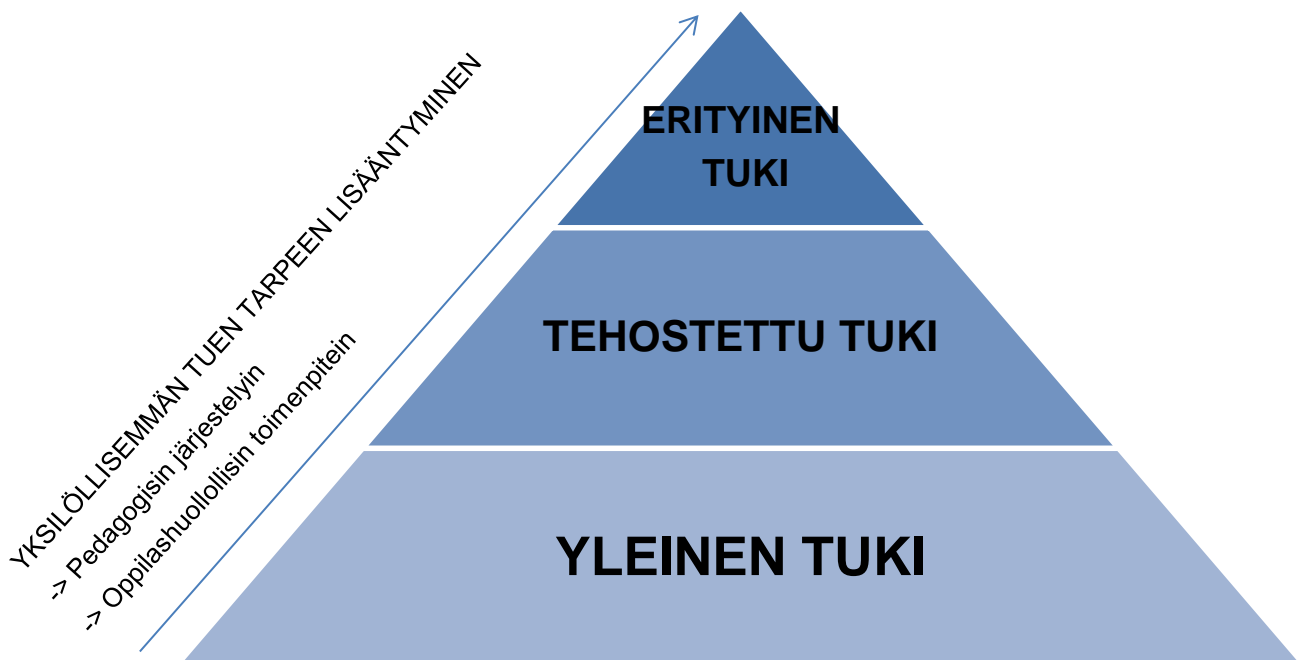 YKSILÖLLISEMMÄN TUEN TARPEEN LISÄÄNTYMINEN
-> Pedagogisin järjestelyin
-> Oppilashuollollisin toimenpitein
ERITYINEN
TUKI
TEHOSTETTU TUKI
YLEINEN TUKI